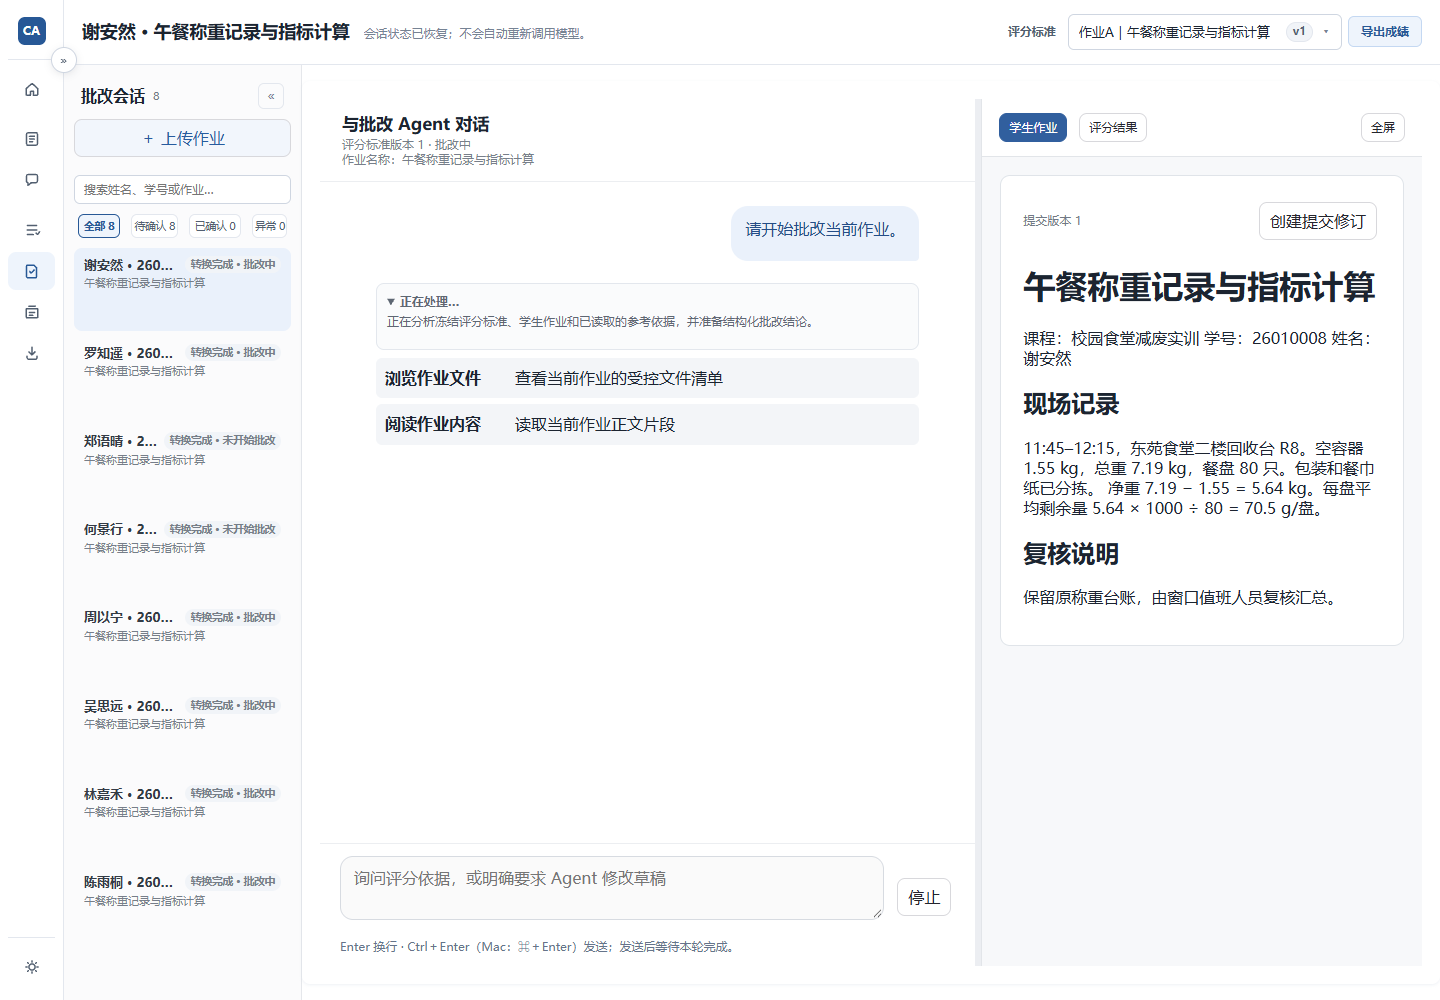 CA
谢安然 • 午餐称重记录与指标计算
会话状态已恢复；不会自动重新调用模型。
评分标准
作业A | 午餐称重记录与指标计算 v1
导出成绩
»
批改会话 8
«
+ 上传作业
搜索姓名、学号或作业...
全部 8
待确认 8
已确认 0
异常 0
谢安然 • 260... 转换完成 • 批改中
午餐称重记录与指标计算
罗知遥 • 260... 转换完成 • 批改中
午餐称重记录与指标计算
郑语晴 • 2... 转换完成 • 未开始批改
午餐称重记录与指标计算
何景行 • 2... 转换完成 • 未开始批改
午餐称重记录与指标计算
周以宁 • 260... 转换完成 • 批改中
午餐称重记录与指标计算
吴思远 • 260... 转换完成 • 批改中
午餐称重记录与指标计算
林嘉禾 • 260... 转换完成 • 批改中
午餐称重记录与指标计算
陈雨桐 • 260... 转换完成 • 批改中
午餐称重记录与指标计算
与批改 Agent 对话
评分标准版本 1 · 批改中
作业名称：午餐称重记录与指标计算
请开始批改当前作业。
▼ 正在处理...
正在分析冻结评分标准、学生作业和已读取的参考依据，并准备结构化批改结论。
浏览作业文件 查看当前作业的受控文件清单
阅读作业内容 读取当前作业正文片段
询问评分依据，或明确要求 Agent 修改草稿
停止
Enter 换行 · Ctrl + Enter（Mac：⌘ + Enter）发送；发送后等待本轮完成。
学生作业
评分结果
全屏
提交版本 1
创建提交修订
午餐称重记录与指标计算
课程：校园食堂减废实训 学号：26010008 姓名：
谢安然
现场记录
11:45–12:15，东苑食堂二楼回收台 R8。空容器
1.55 kg，总重 7.19 kg，餐盘 80 只。包装和餐巾
纸已分拣。 净重 7.19 − 1.55 = 5.64 kg。每盘平
均剩余量 5.64 × 1000 ÷ 80 = 70.5 g/盘。
复核说明
保留原称重台账，由窗口值班人员复核汇总。